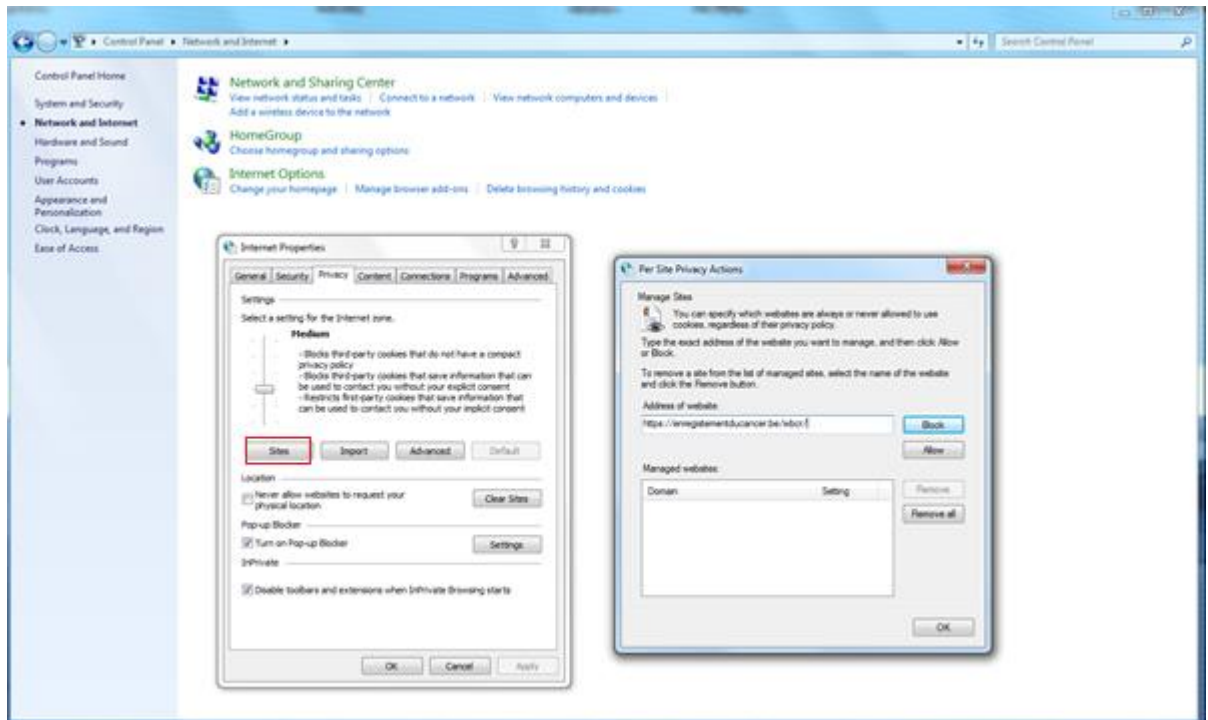 Control Panel ▸ Network and Internet ▸
Search Control Panel
Control Panel Home
System and Security
Network and Internet
Hardware and Sound
Programs
User Accounts
Appearance and
Personalization
Clock, Language, and Region
Ease of Access
Network and Sharing Center
View network status and tasks | Connect to a network | View network computers and devices
Add a wireless device to the network
HomeGroup
Choose homegroup and sharing options
Internet Options
Change your homepage | Manage browser add-ons | Delete browsing history and cookies
Internet Properties
General Security Privacy Content Connections Programs Advanced
Settings
Select a setting for the Internet zone.
Medium
- Blocks third-party cookies that do not have a compact
privacy policy
- Blocks third-party cookies that save information that can
be used to contact you without your explicit consent
- Restricts first-party cookies that save information that
can be used to contact you without your implicit consent
Sites Import Advanced Default
Location
Never allow websites to request your
physical location
Clear Sites
Pop-up Blocker
Turn on Pop-up Blocker
Settings
InPrivate
Disable toolbars and extensions when InPrivate Browsing starts
OK Cancel Apply
Per Site Privacy Actions
Manage Sites
You can specify which websites are always or never allowed to use
cookies, regardless of their privacy policy.
Type the exact address of the website you want to manage, and then click Allow
or Block.
To remove a site from the list of managed sites, select the name of the website
and click the Remove button.
Address of website:
Block
Allow
Managed websites:
Domain Setting
Remove
Remove all
OK